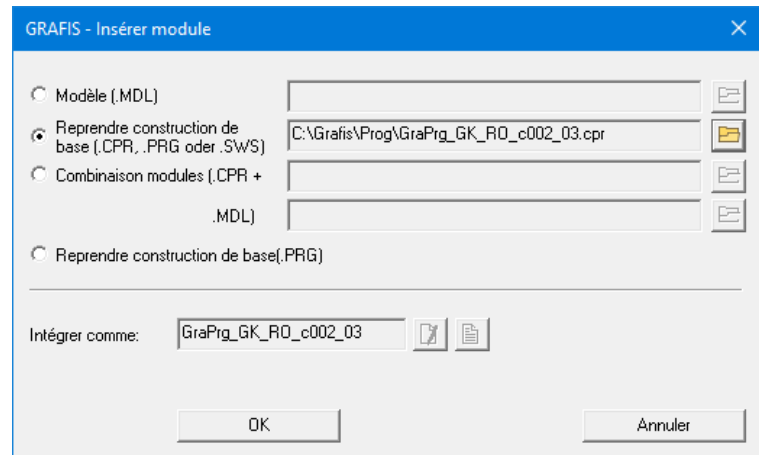 GRAFIS - Insérer module
Modèle (.MDL)
Reprendre construction de
base (.CPR, .PRG oder .SWS)
C:\Grafis\Prog\GraPrg_GK_RO_c002_03.cpr
Combinaison modules (.CPR +
.MDL)
Reprendre construction de base(.PRG)
Intégrer comme:
GraPrg_GK_RO_c002_03
OK
Annuler